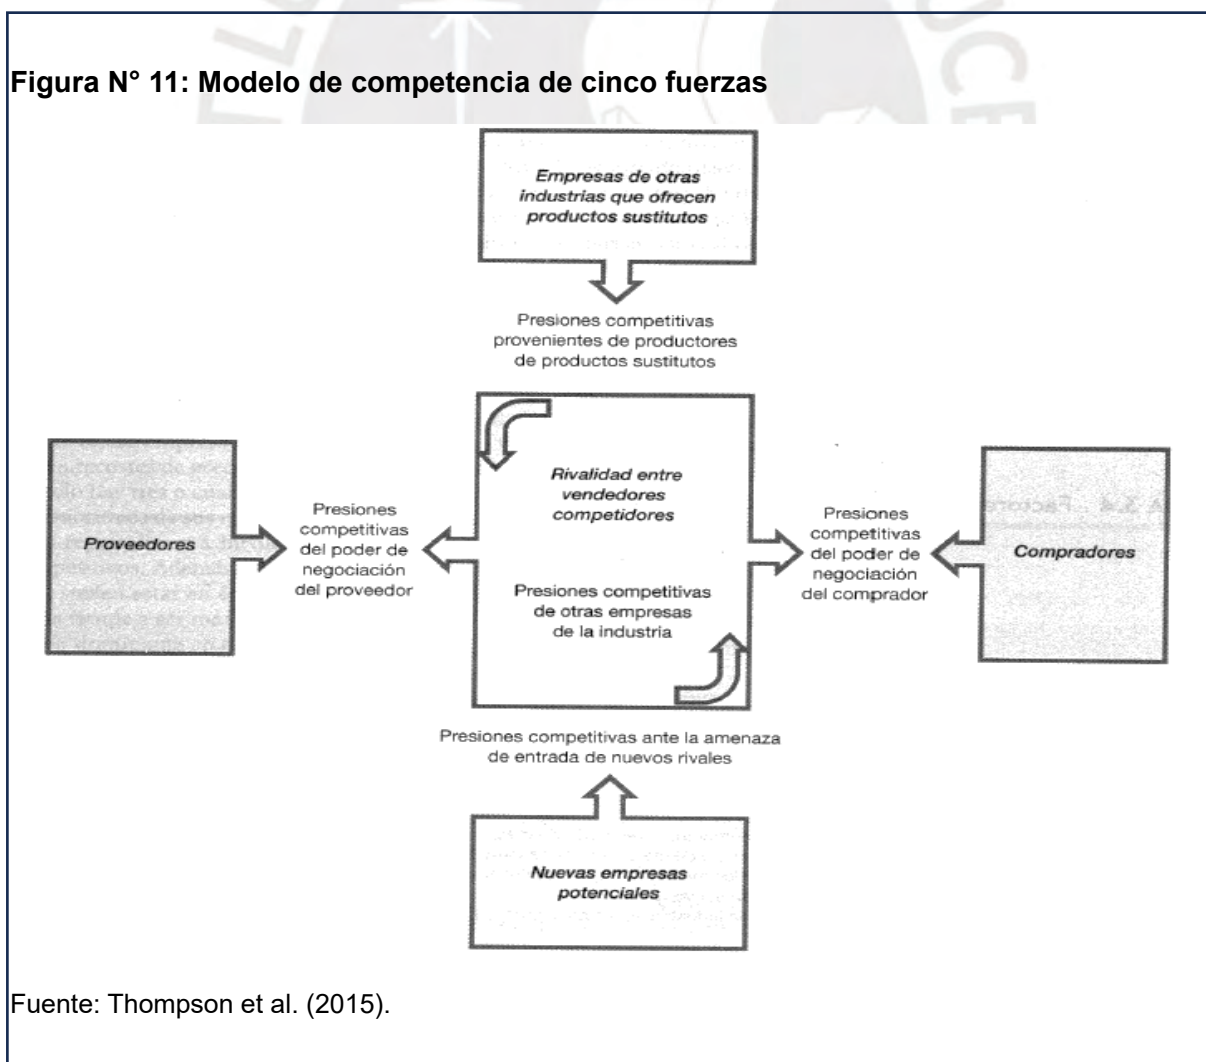 Figura N° 11: Modelo de competencia de cinco fuerzas
Empresas de otras
industrias que ofrecen
productos sustitutos
Presiones competitivas
provenientes de productores
de productos sustitutos
Proveedores
Presiones
competitivas
del poder de
negociación
del proveedor
Rivalidad entre
vendedores
competidores
Presiones competitivas
de otras empresas
de la industria
Presiones
competitivas
del poder de
negociación
del comprador
Compradores
Presiones competitivas ante la amenaza
de entrada de nuevos rivales
Nuevas empresas
potenciales
Fuente: Thompson et al. (2015).